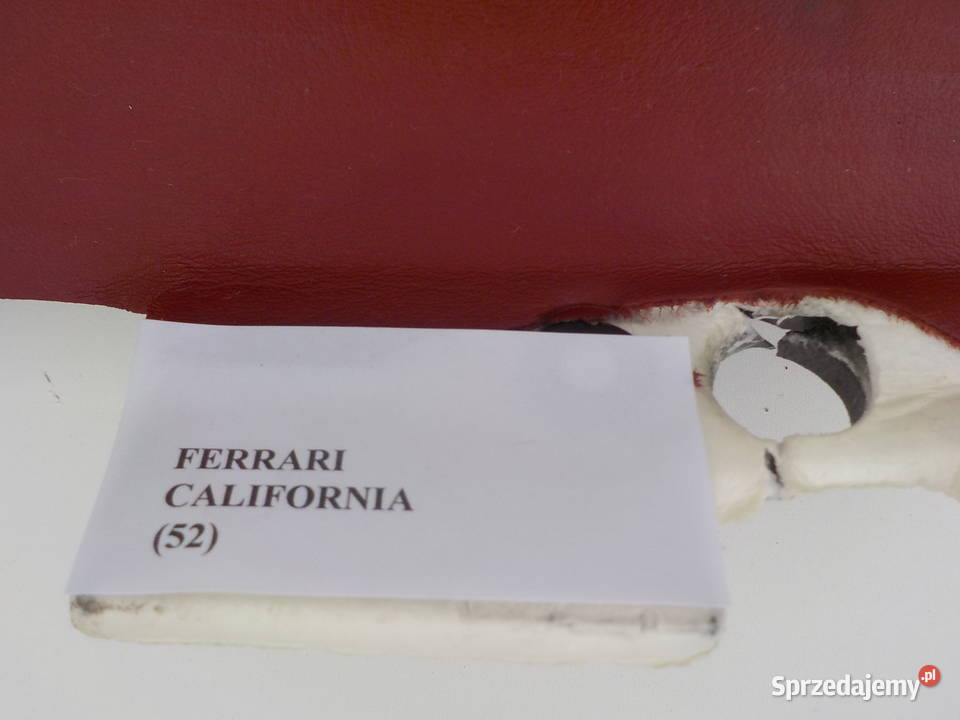 FERRARI
CALIFORNIA
(52)
Sprzedajemy.pl